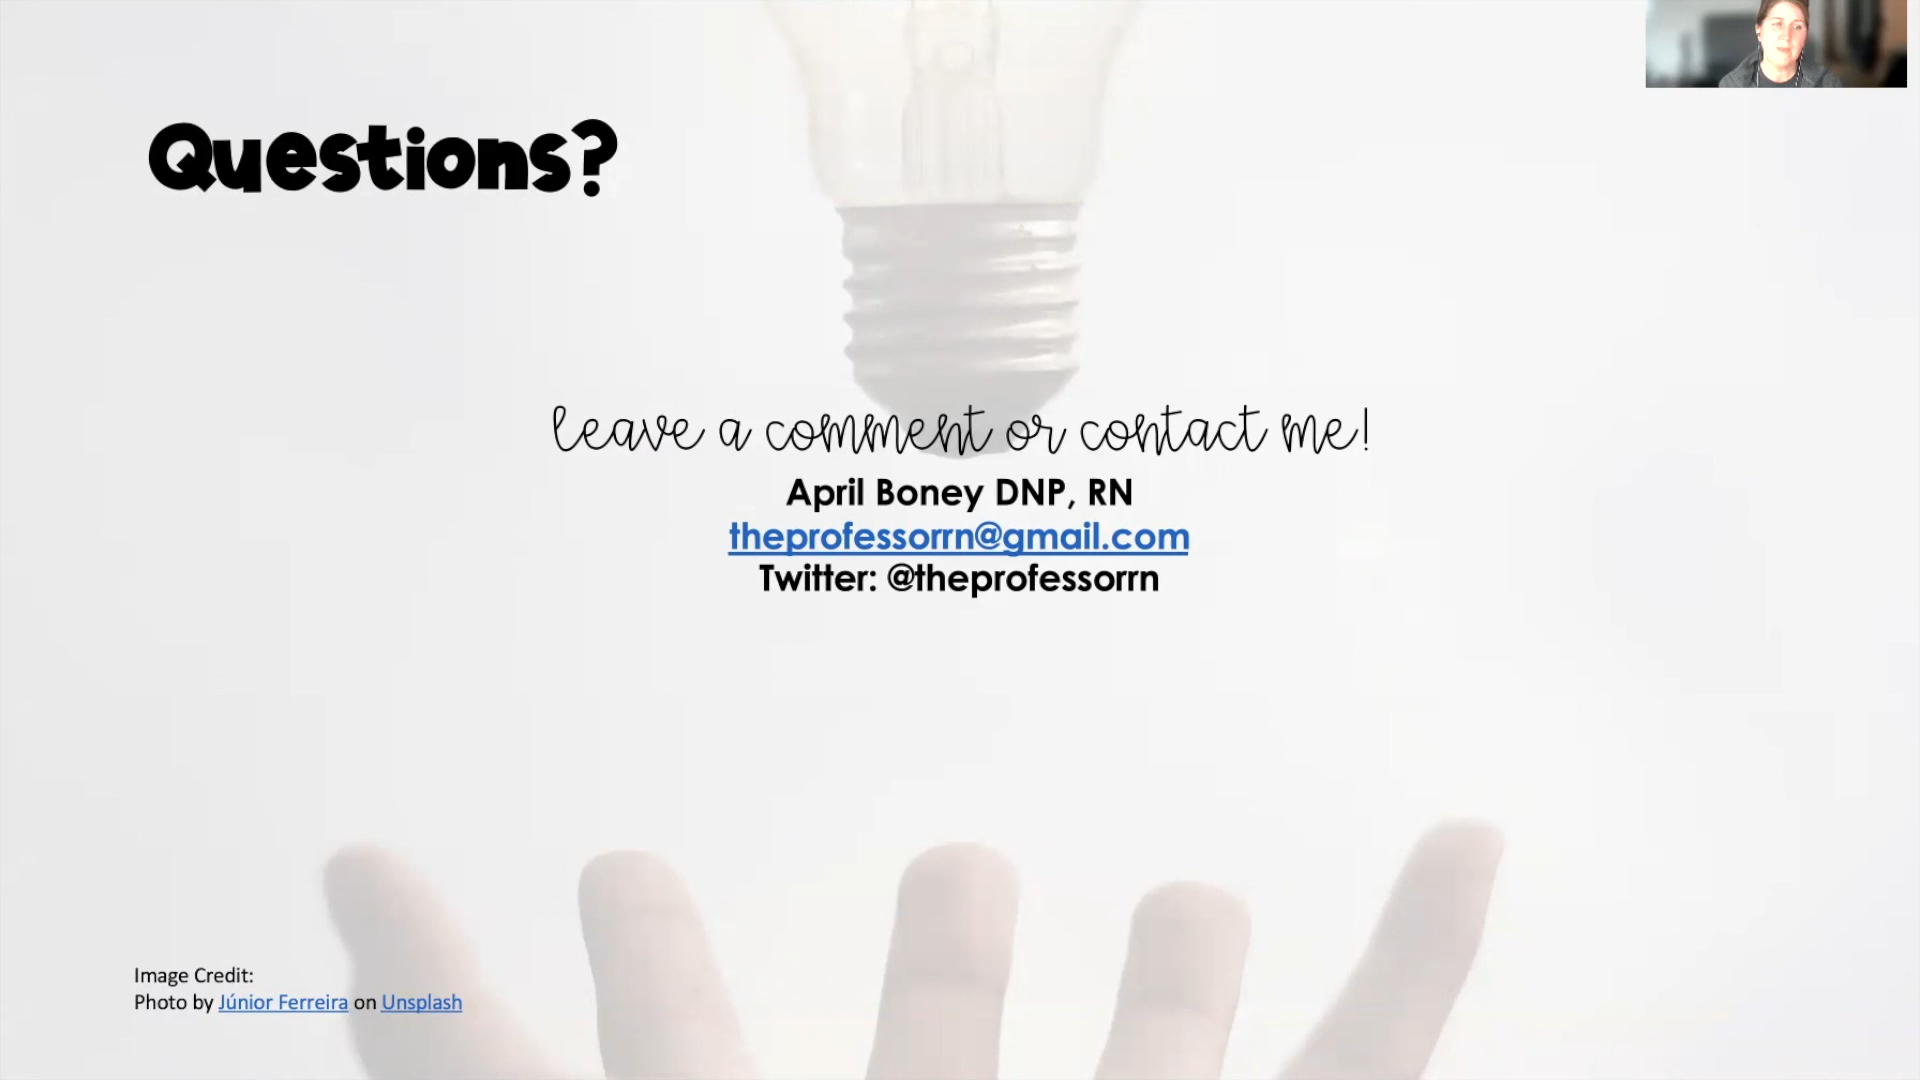 Questions?
leave a comment or contact me!
April Boney DNP, RN
theprofessorrn@gmail.com
Twitter: @theprofessorrn
Image Credit:
Photo by Júnior Ferreira on Unsplash